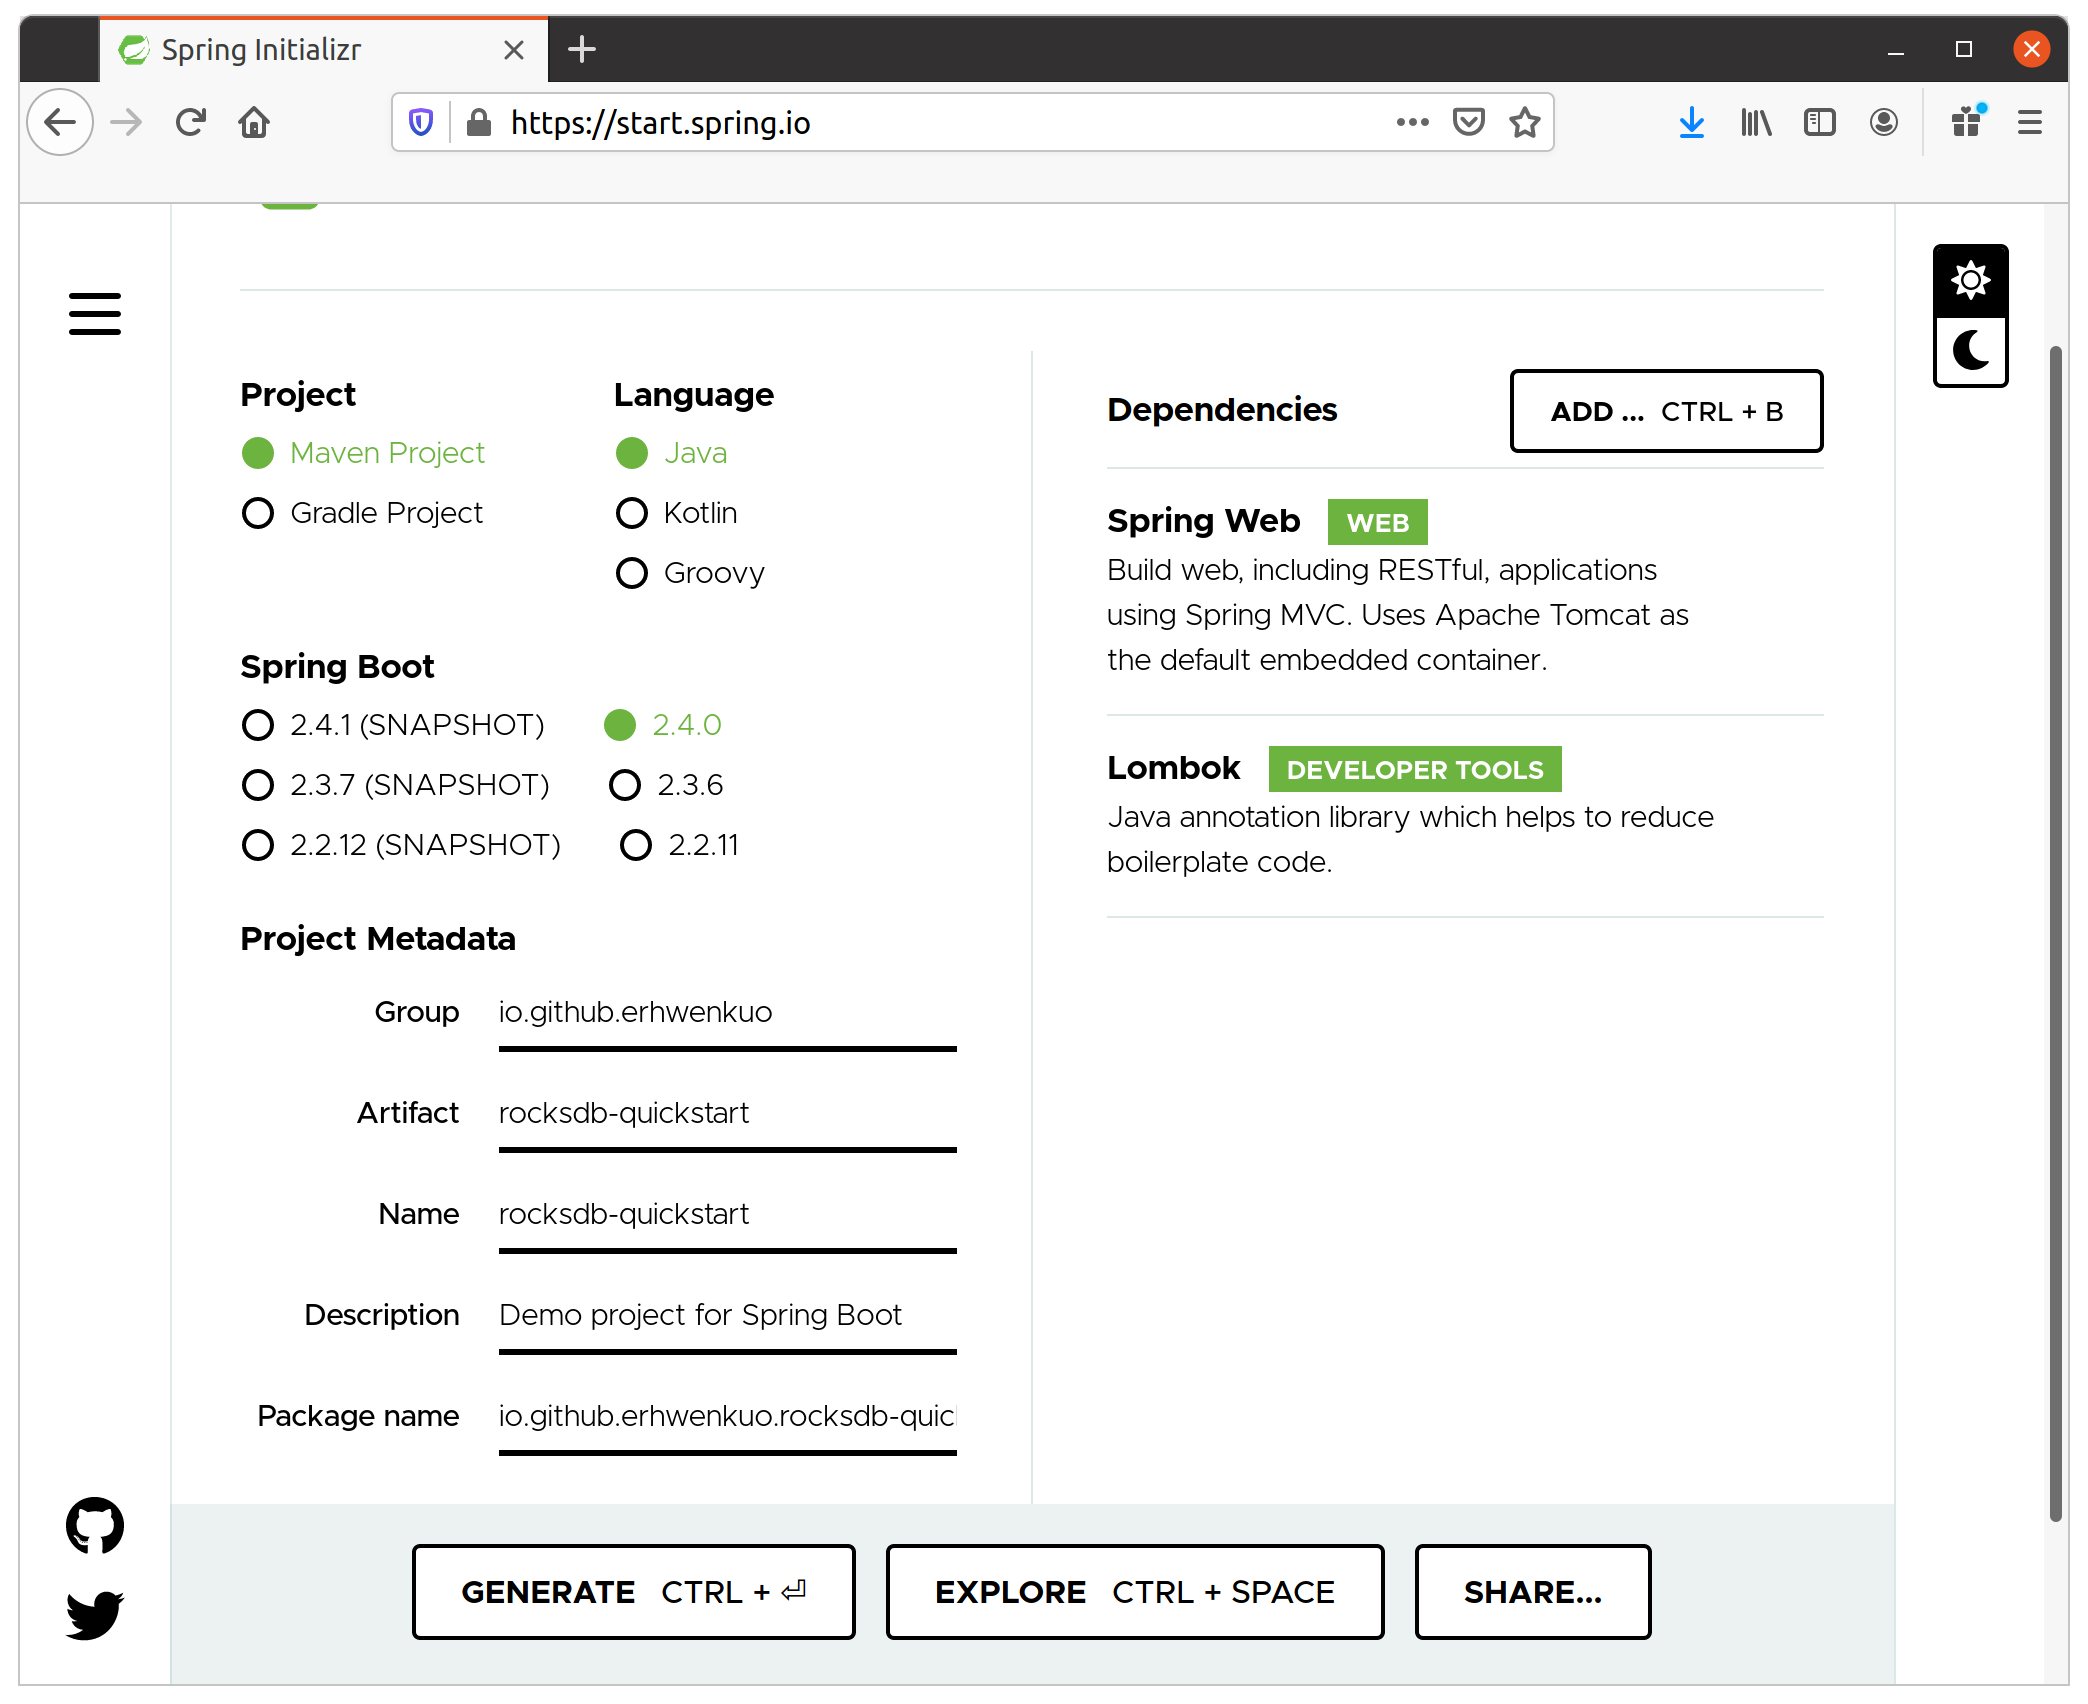 Spring Initializr
https://start.spring.io
Project
Maven Project
Gradle Project
Language
Java
Kotlin
Groovy
Spring Boot
2.4.1 (SNAPSHOT) 2.4.0
2.3.7 (SNAPSHOT) 2.3.6
2.2.12 (SNAPSHOT) 2.2.11
Project Metadata
Group io.github.erhwenkuo
Artifact rocksdb-quickstart
Name rocksdb-quickstart
Description Demo project for Spring Boot
Package name io.github.erhwenkuo.rocksdb-quic
Dependencies
ADD ... CTRL + B
Spring Web WEB
Build web, including RESTful, applications
using Spring MVC. Uses Apache Tomcat as
the default embedded container.
Lombok DEVELOPER TOOLS
Java annotation library which helps to reduce
boilerplate code.
GENERATE CTRL + ⏎
EXPLORE CTRL + SPACE
SHARE...